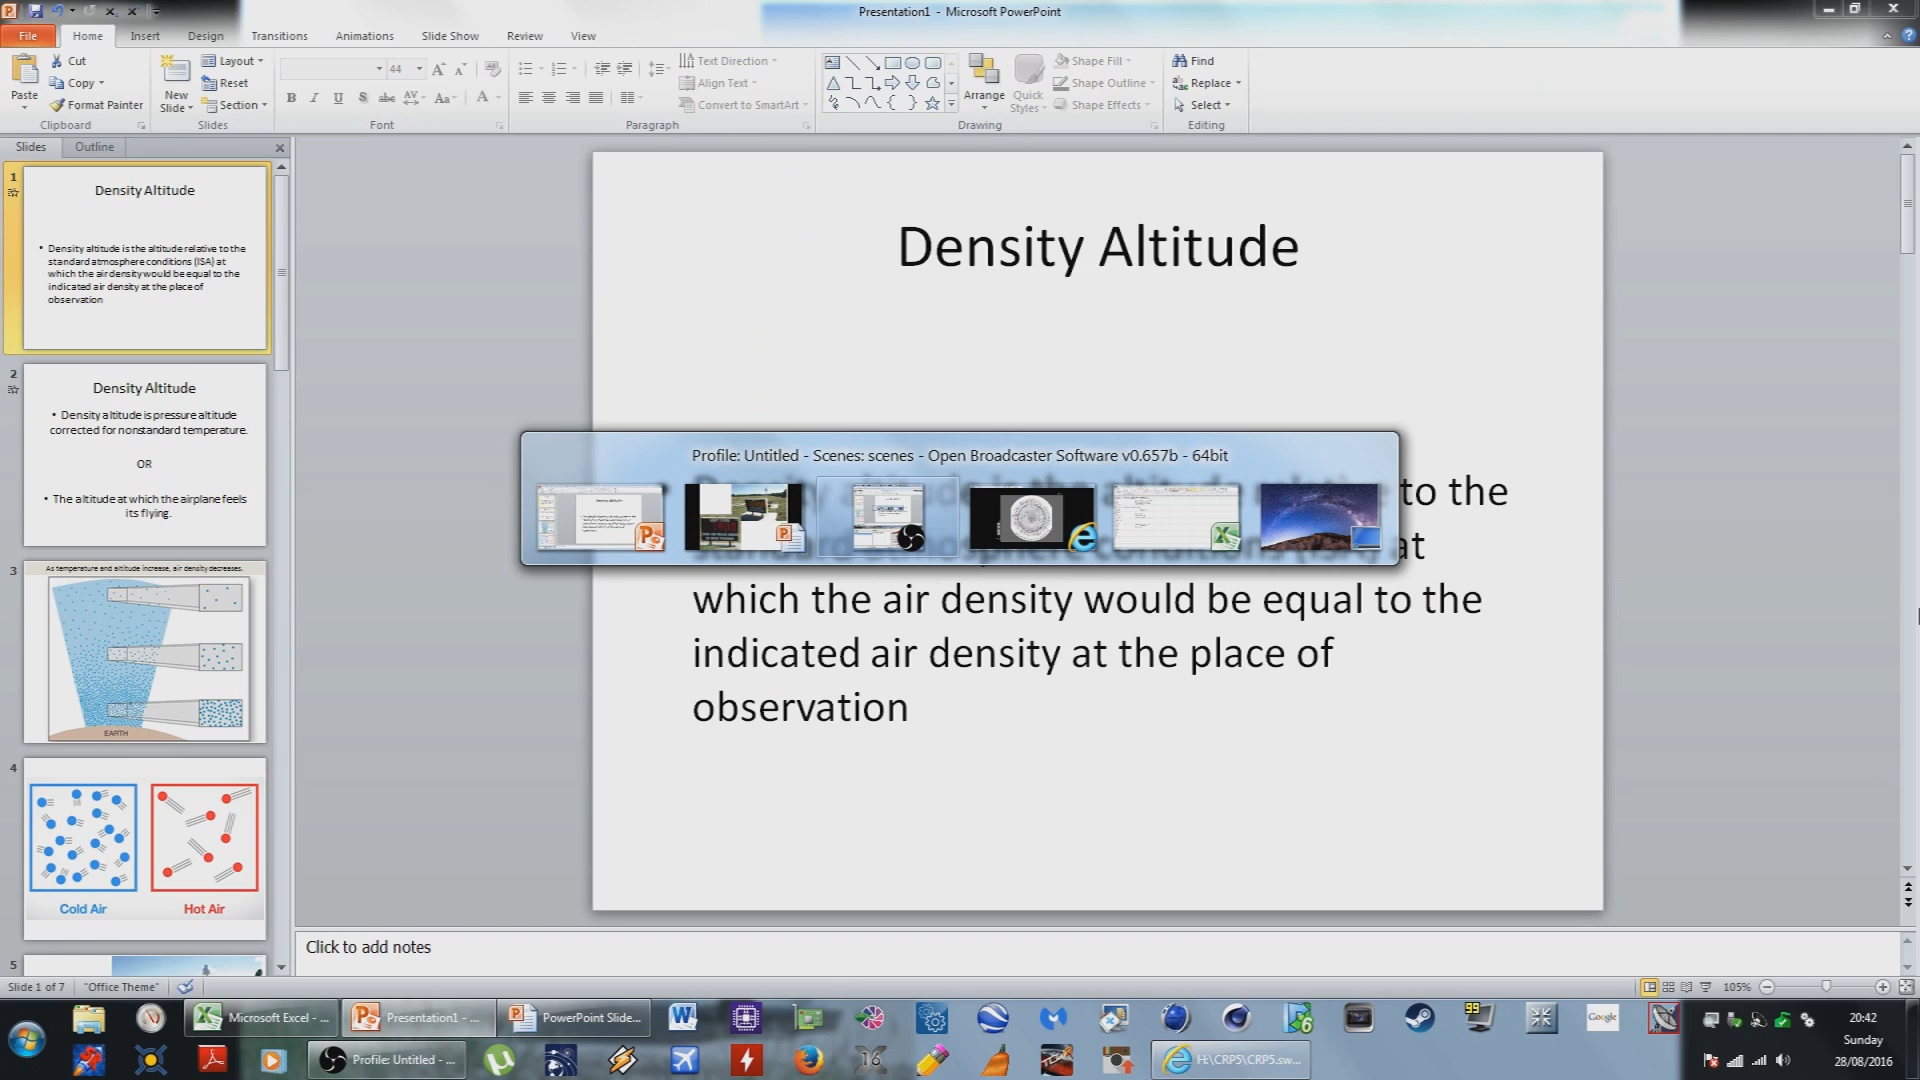 Presentation1 - Microsoft PowerPoint
File Home Insert Design Transitions Animations Slide Show Review View
Paste
Cut
Copy
Format Painter
Clipboard
New
Slide
Layout
Reset
Section
Slides
44
Font
Text Direction
Align Text
Convert to SmartArt
Paragraph
Arrange
Quick
Styles
Shape Fill
Shape Outline
Shape Effects
Drawing
Find
Replace
Select
Editing
Slides Outline
1
Density Altitude
• Density altitude is the altitude relative to the
standard atmosphere conditions (ISA) at
which the air density would be equal to the
indicated air density at the place of
observation
2
Density Altitude
• Density altitude is pressure altitude
corrected for nonstandard temperature.
OR
• The altitude at which the airplane feels
its flying.
3
As temperature and altitude increase, air density decreases.
EARTH
4
Cold Air Hot Air
5
Density Altitude
Profile: Untitled - Scenes: scenes - Open Broadcaster Software v0.657b - 64bit
to the
at
which the air density would be equal to the
indicated air density at the place of
observation
Click to add notes
Slide 1 of 7 "Office Theme" 105%
Microsoft Excel - ... Presentation1 - ... PowerPoint Slide... Google
Profile: Untitled - ... H:\CRP5\CRP5.sw...
99
16
20:42
Sunday
28/08/2016